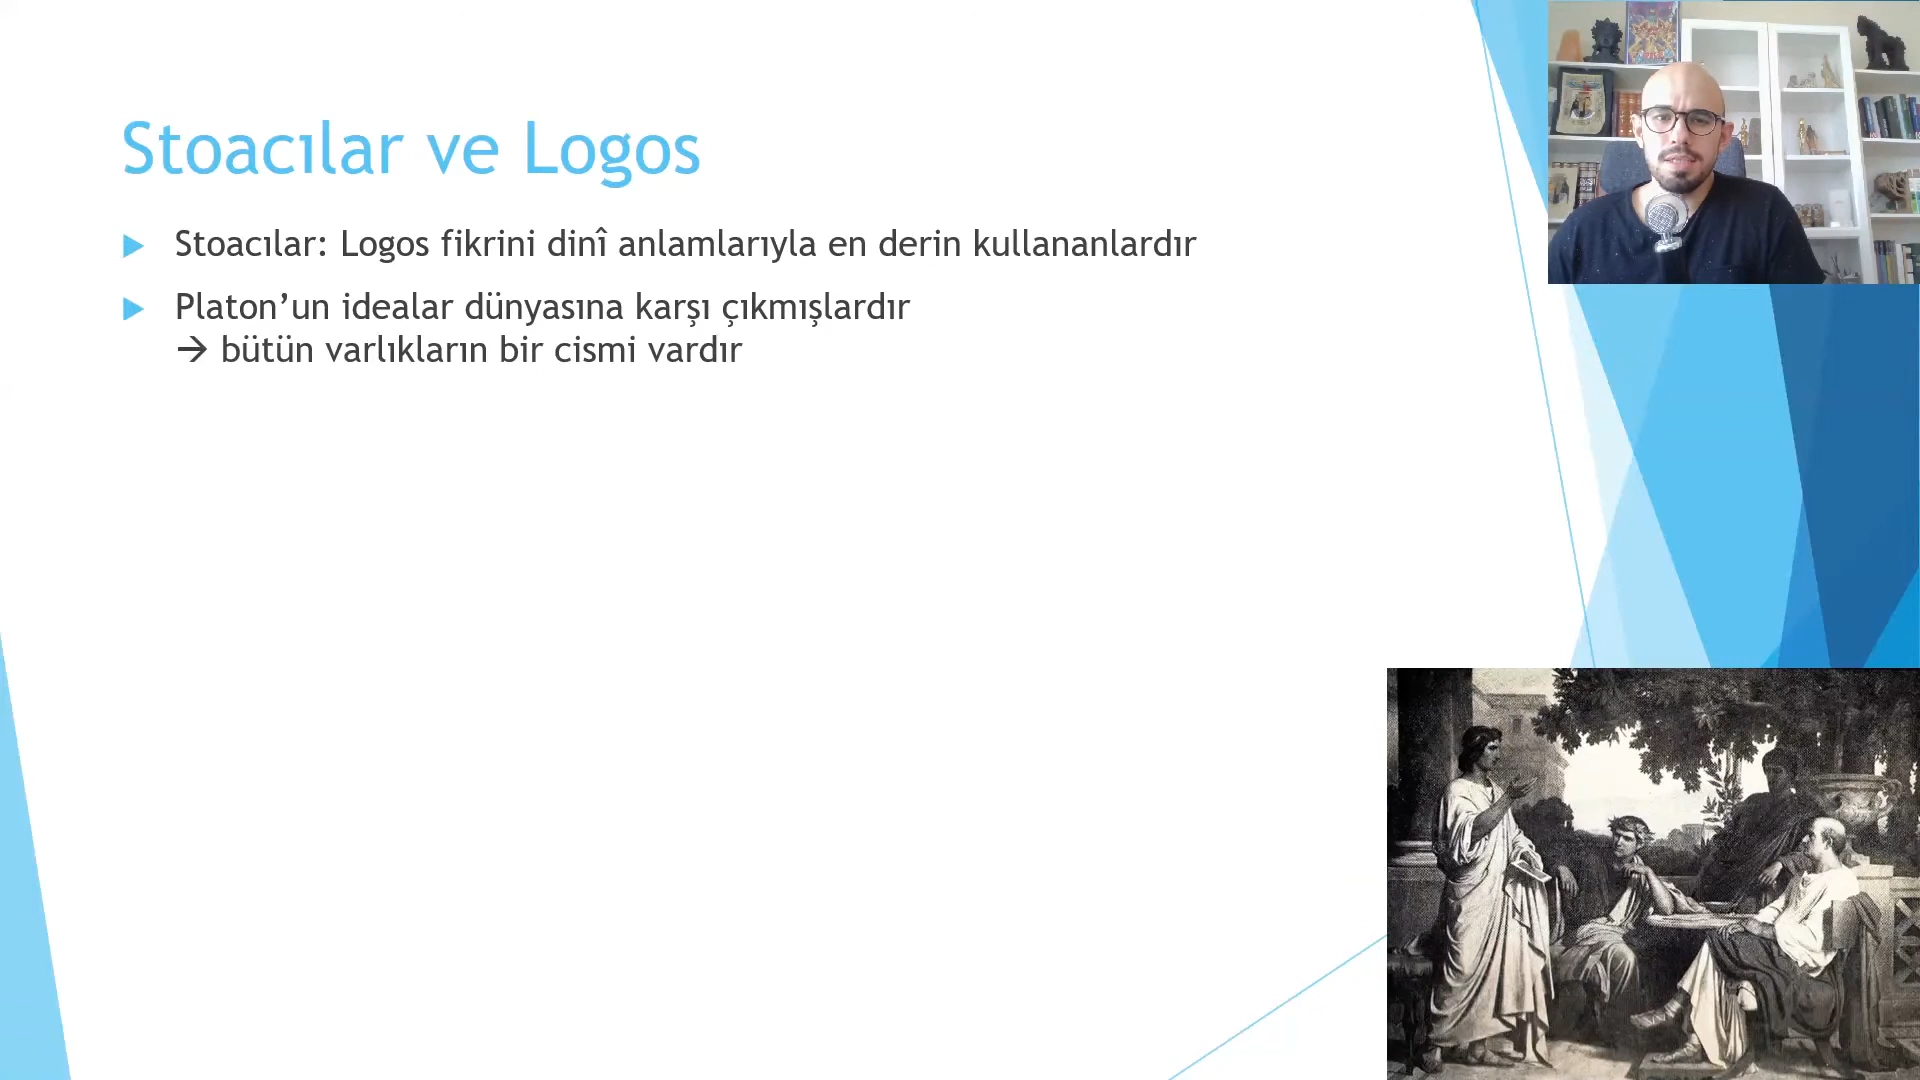 Stoacılar ve Logos
Stoacılar: Logos fikrini dinî anlamlarıyla en derin kullananlardır
Platon’un idealar dünyasına karşı çıkmışlardır
→ bütün varlıkların bir cismi vardır